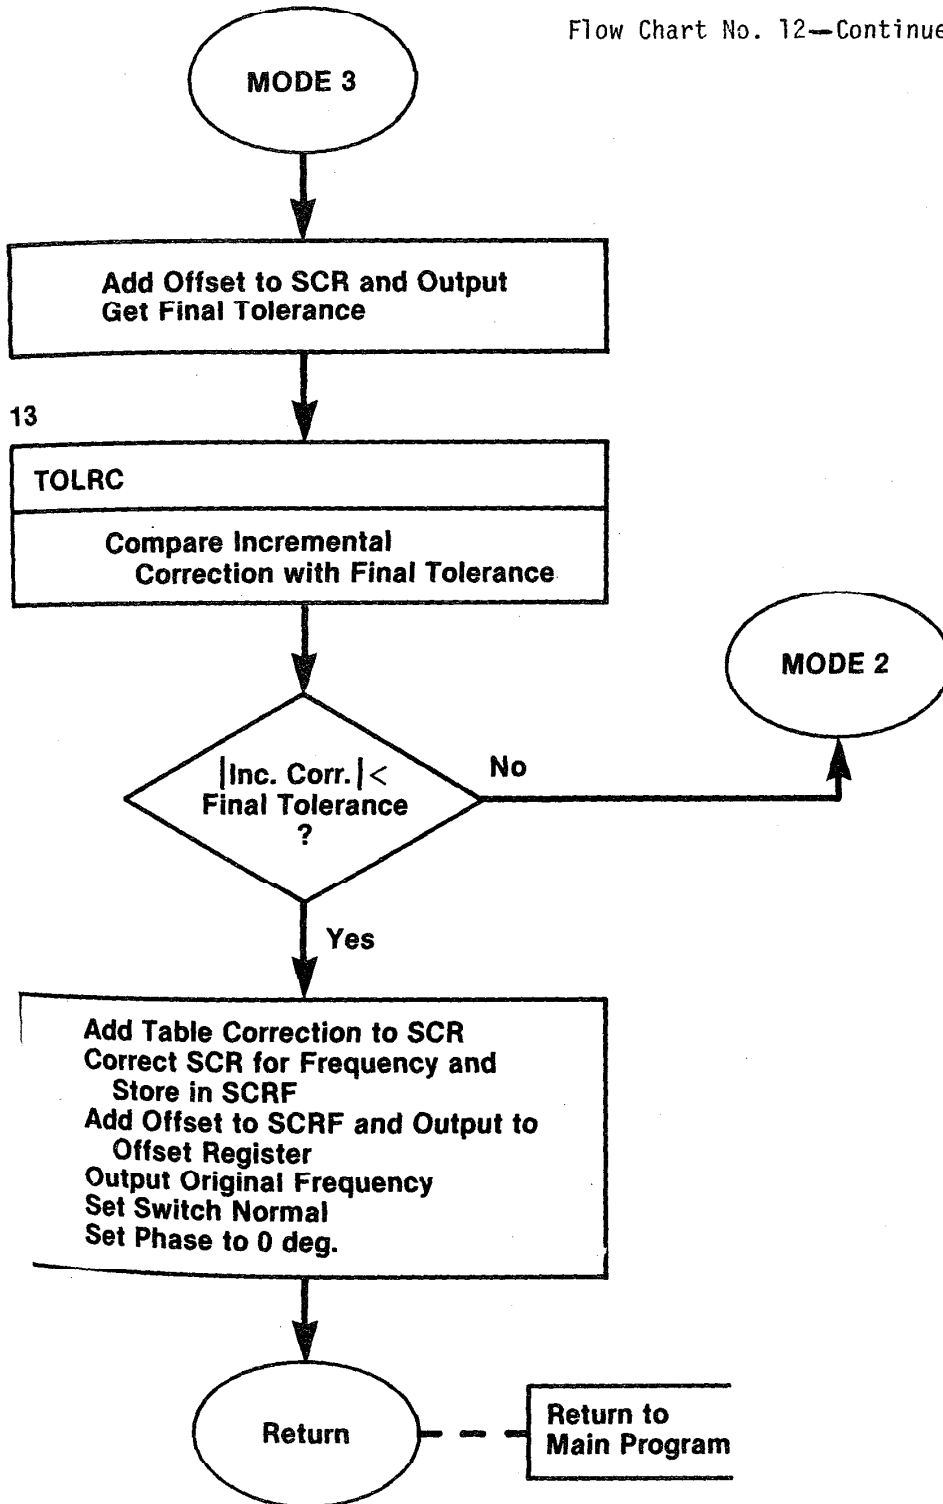 Flow Chart No. 12—Continue
MODE 3
Add Offset to SCR and Output
Get Final Tolerance
13
TOLRC
Compare Incremental
Correction with Final Tolerance
MODE 2
|Inc. Corr.| <
Final Tolerance
?
No
Yes
Add Table Correction to SCR
Correct SCR for Frequency and
Store in SCRF
Add Offset to SCRF and Output to
Offset Register
Output Original Frequency
Set Switch Normal
Set Phase to 0 deg.
Return
Return to
Main Program